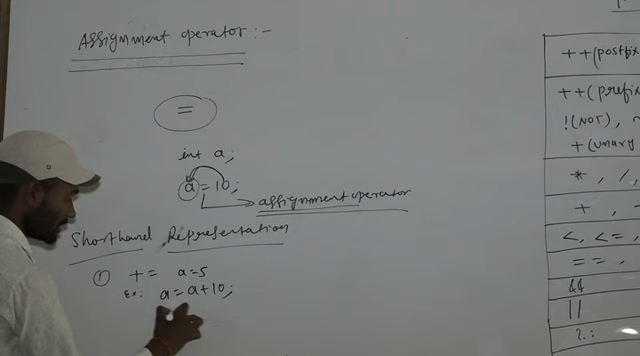 Assignment operator :-
=
int a;
a = 10;
assignment operator
Shorthand Representation
① += a=5
Ex: a = a+10;
++(postfix
++(prefix
!(NOT), ~
+(unary
* , /,
+ , -
<, <= ,
== ,
&&
||
?: